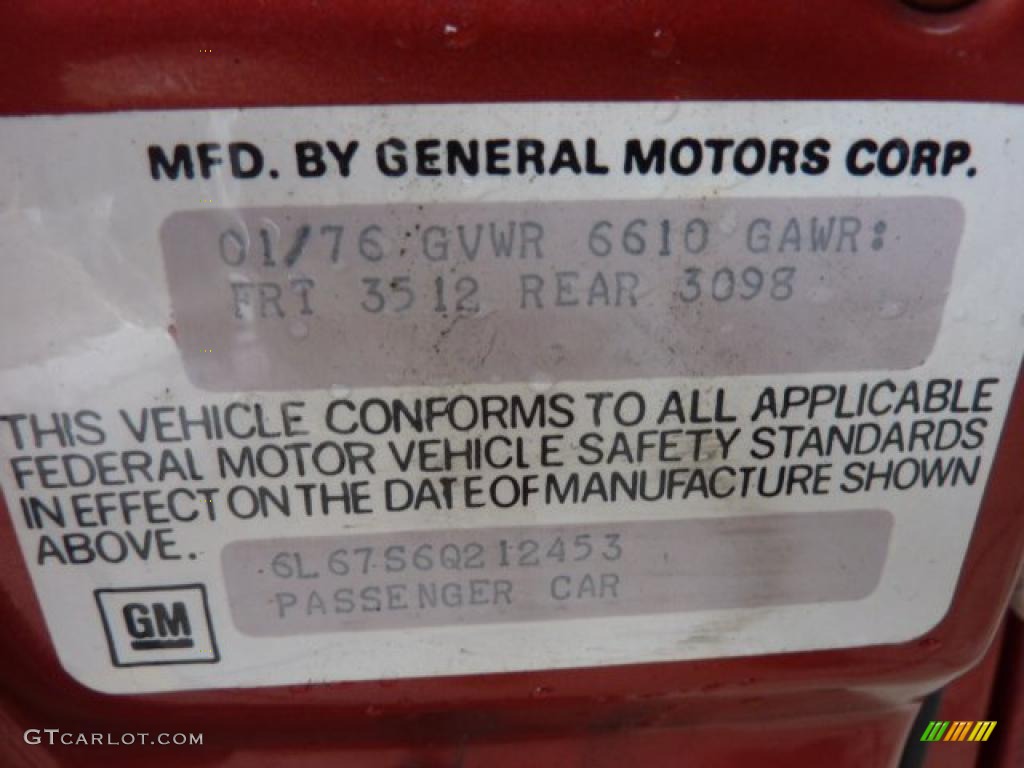 MFD. BY GENERAL MOTORS CORP.
01/76 GVWR 6610 GAWR:
FRT 3512 REAR 3098
THIS VEHICLE CONFORMS TO ALL APPLICABLE
FEDERAL MOTOR VEHICLE SAFETY STANDARDS
IN EFFECT ON THE DATE OF MANUFACTURE SHOWN
ABOVE.
6L67S6Q212453
PASSENGER CAR
GM
GTCARLOT.COM